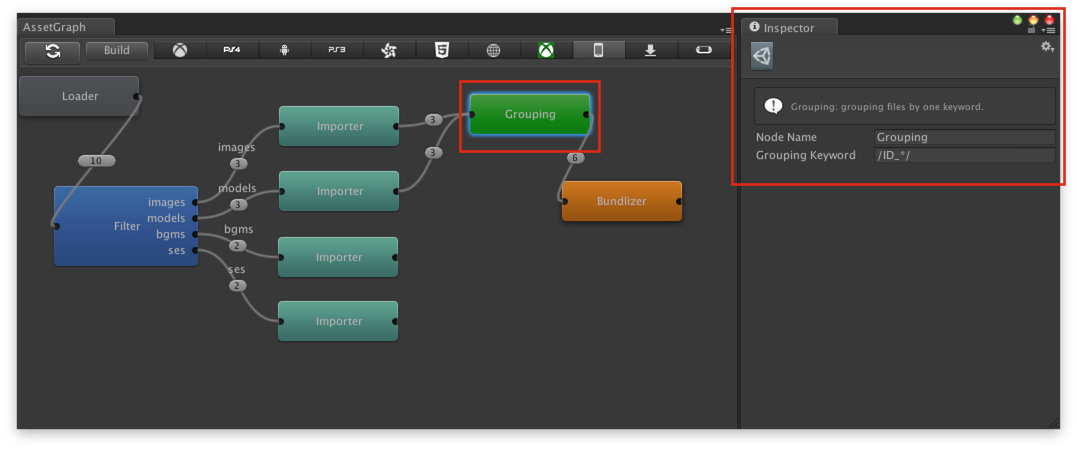 AssetGraph
Build
PS4
PS3
Loader
10
Filter
images
models
bgms
ses
images
3
models
3
bgms
2
ses
2
Importer
Importer
Importer
Importer
3
3
Grouping
6
Bundlizer
Inspector
Grouping: grouping files by one keyword.
Node Name Grouping
Grouping Keyword /ID_*/